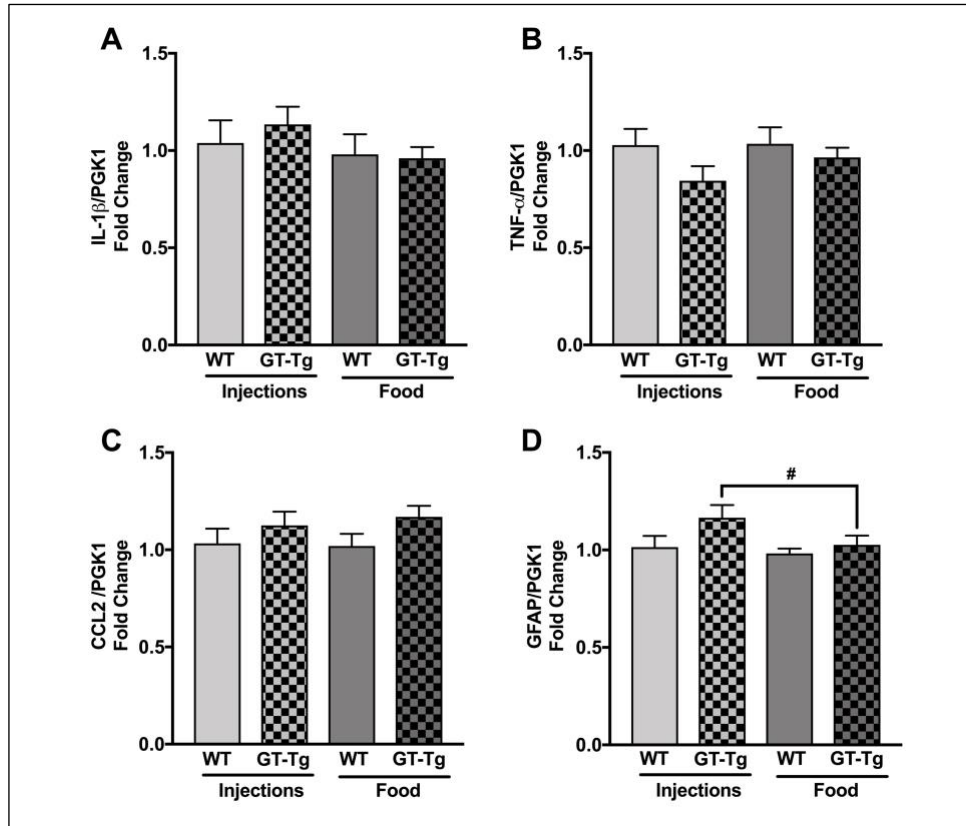 A
1.5
1.0
0.5
0.0
IL-1β/PGK1
Fold Change
WT GT-Tg WT GT-Tg
Injections Food
B
1.5
1.0
0.5
0.0
TNF-α/PGK1
Fold Change
WT GT-Tg WT GT-Tg
Injections Food
C
1.5
1.0
0.5
0.0
CCL2 /PGK1
Fold Change
WT GT-Tg WT GT-Tg
Injections Food
D
1.5
1.0
0.5
0.0
GFAP/PGK1
Fold Change
#
WT GT-Tg WT GT-Tg
Injections Food